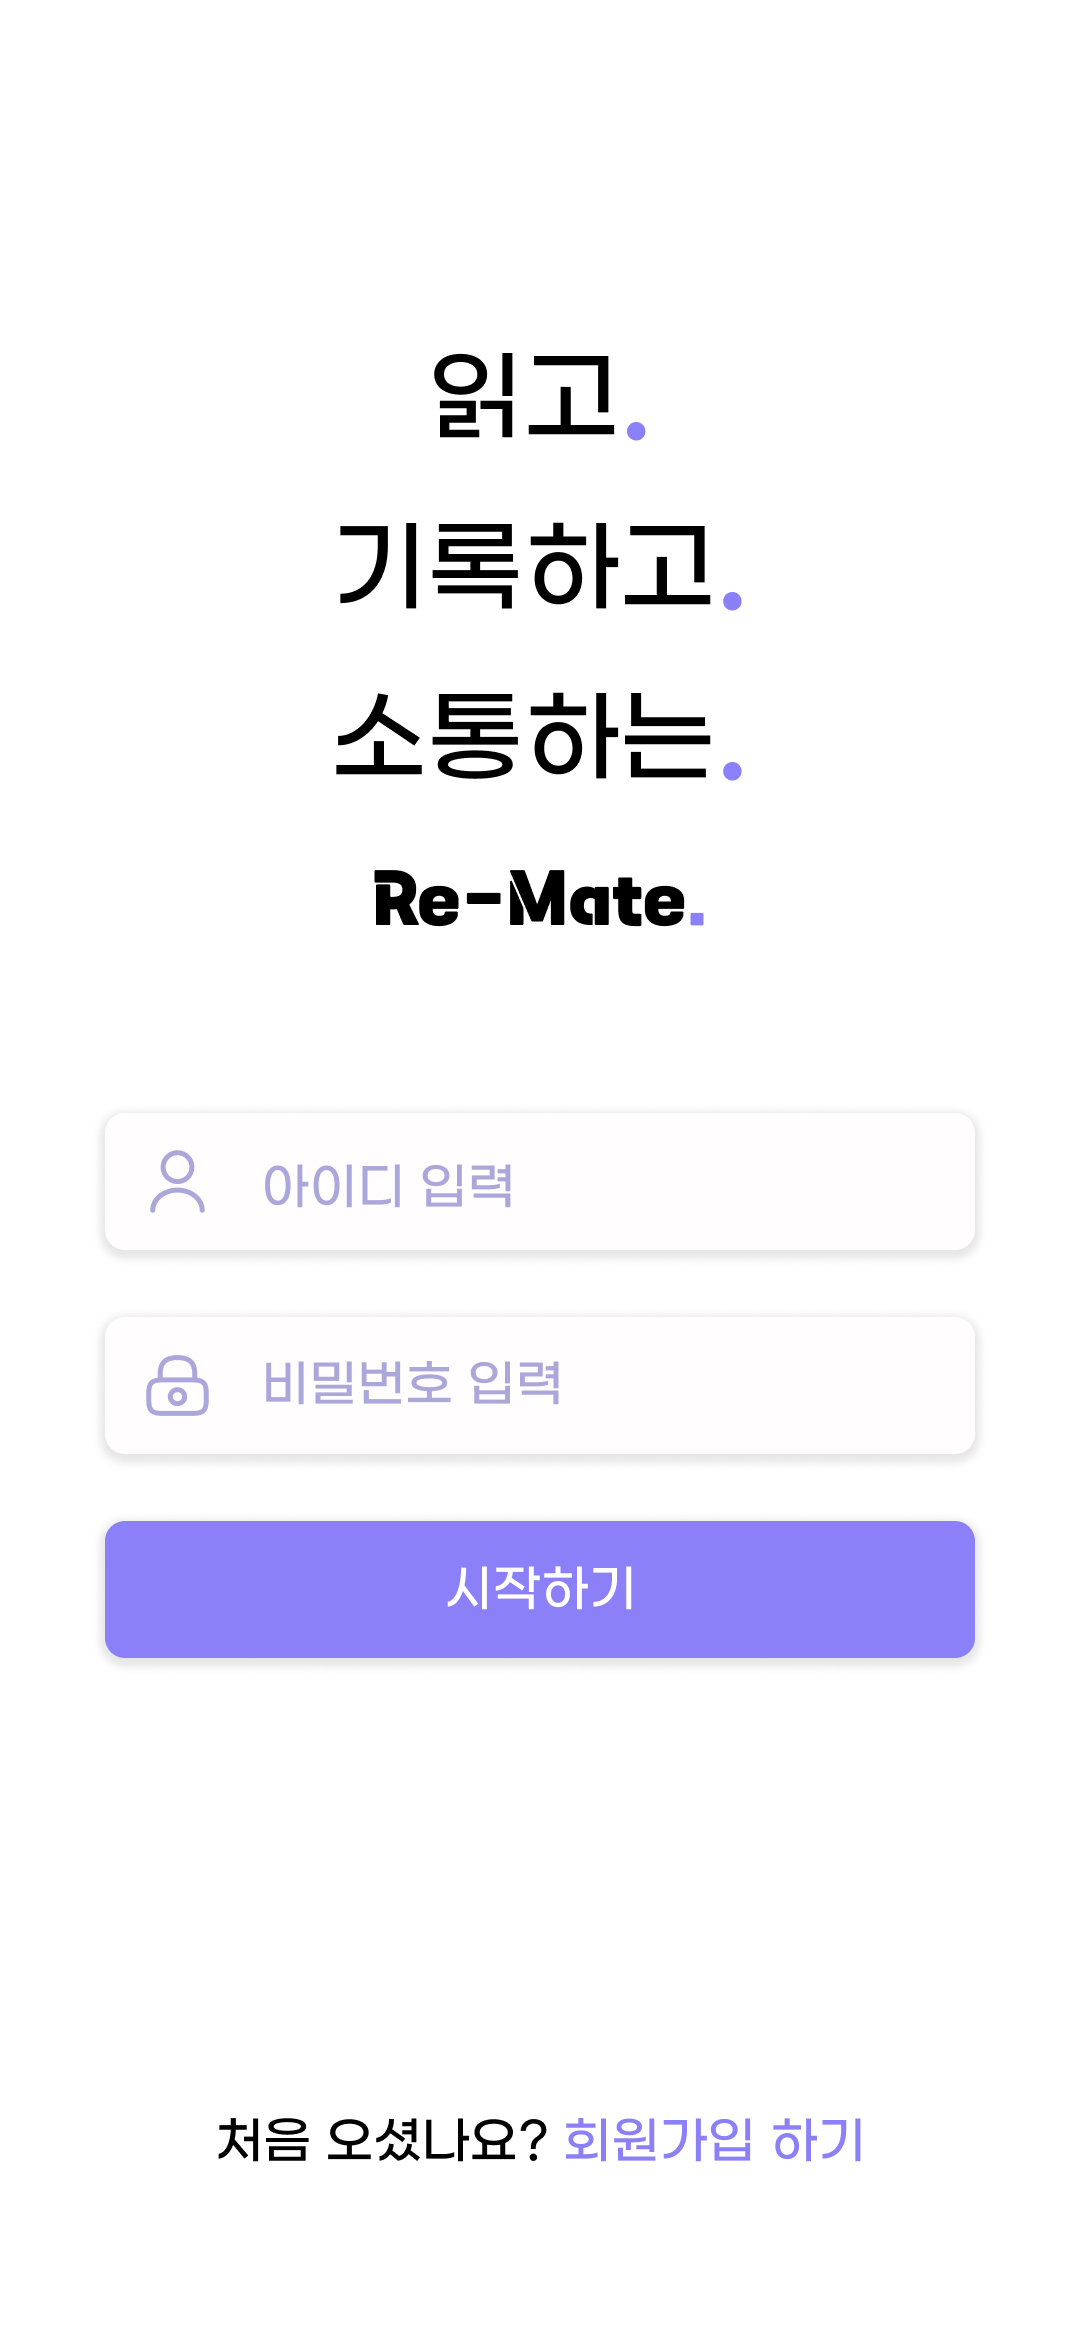 읽고.
기록하고.
소통하는.
Re-Mate.
아이디 입력
비밀번호 입력
시작하기
처음 오셨나요? 회원가입 하기